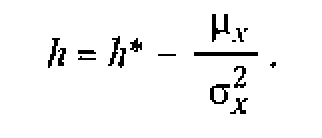 h = h* − μ_x / σ_x^2 .